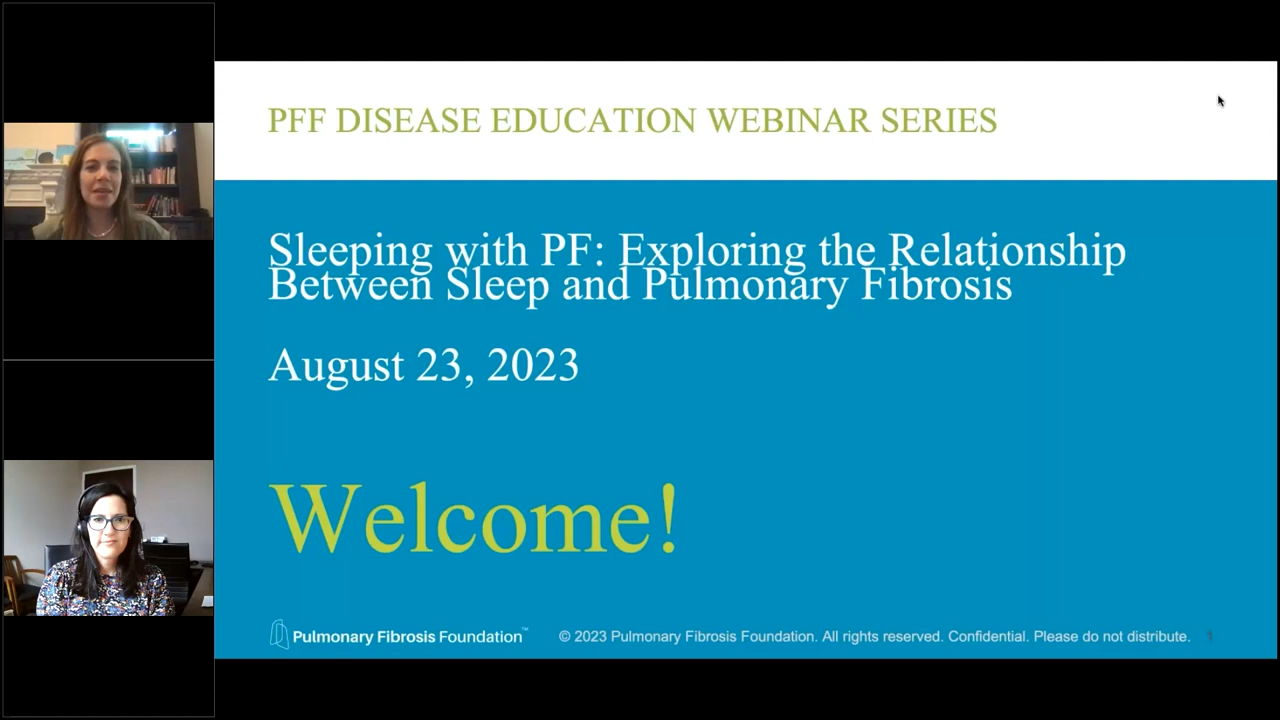 PFF DISEASE EDUCATION WEBINAR SERIES
Sleeping with PF: Exploring the Relationship
Between Sleep and Pulmonary Fibrosis
August 23, 2023
Welcome!
Pulmonary Fibrosis Foundation™
© 2023 Pulmonary Fibrosis Foundation. All rights reserved. Confidential. Please do not distribute.